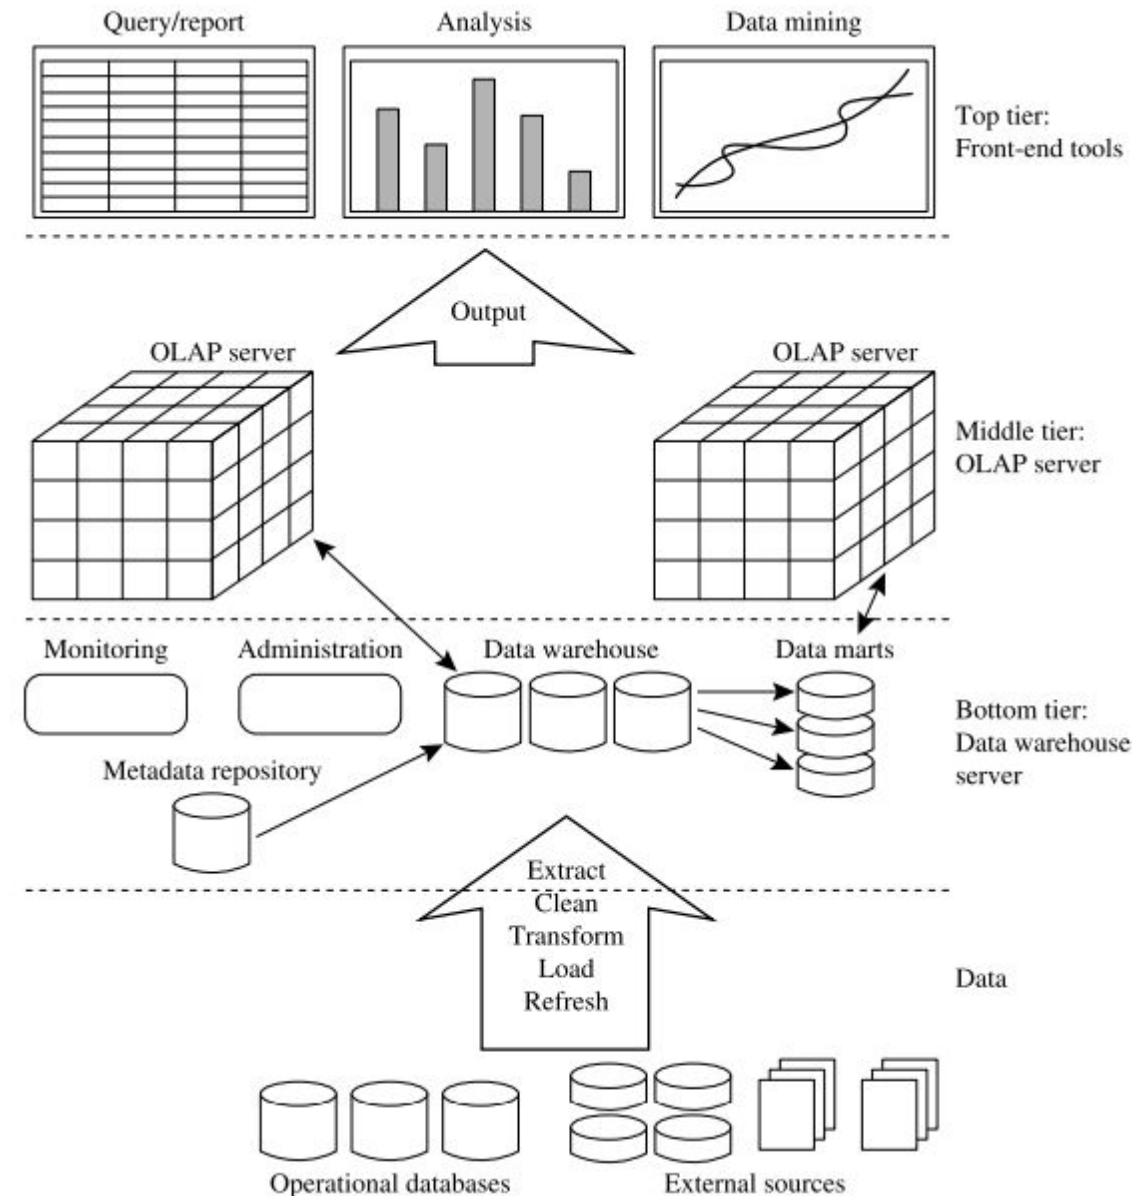 Query/report
Analysis
Data mining
Top tier:
Front-end tools
Output
OLAP server
OLAP server
Middle tier:
OLAP server
Monitoring
Administration
Data warehouse
Data marts
Bottom tier:
Data warehouse
server
Metadata repository
Extract
Clean
Transform
Load
Refresh
Data
Operational databases
External sources